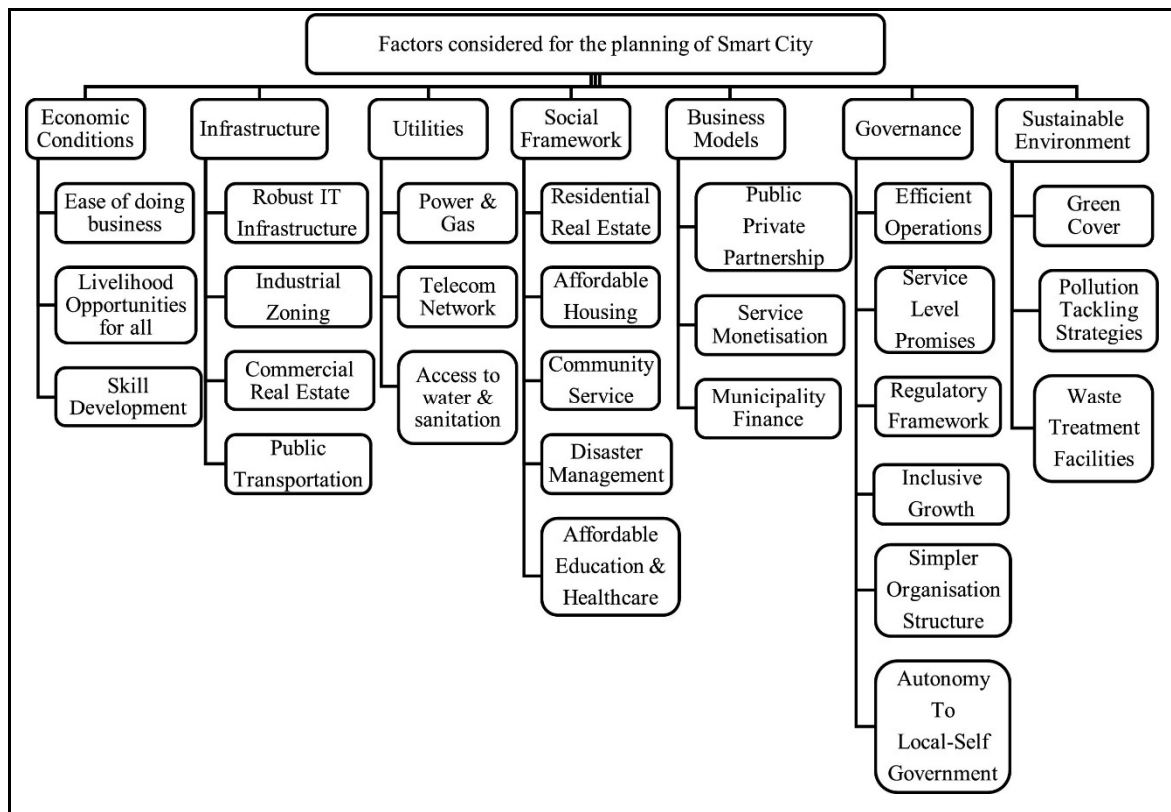 Factors considered for the planning of Smart City
Economic
Conditions
Ease of doing
business
Livelihood
Opportunities
for all
Skill
Development
Infrastructure
Robust IT
Infrastructure
Industrial
Zoning
Commercial
Real Estate
Public
Transportation
Utilities
Power &
Gas
Telecom
Network
Access to
water &
sanitation
Social
Framework
Residential
Real Estate
Affordable
Housing
Community
Service
Disaster
Management
Affordable
Education &
Healthcare
Business
Models
Public
Private
Partnership
Service
Monetisation
Municipality
Finance
Governance
Efficient
Operations
Service
Level
Promises
Regulatory
Framework
Inclusive
Growth
Simpler
Organisation
Structure
Autonomy
To
Local-Self
Government
Sustainable
Environment
Green
Cover
Pollution
Tackling
Strategies
Waste
Treatment
Facilities